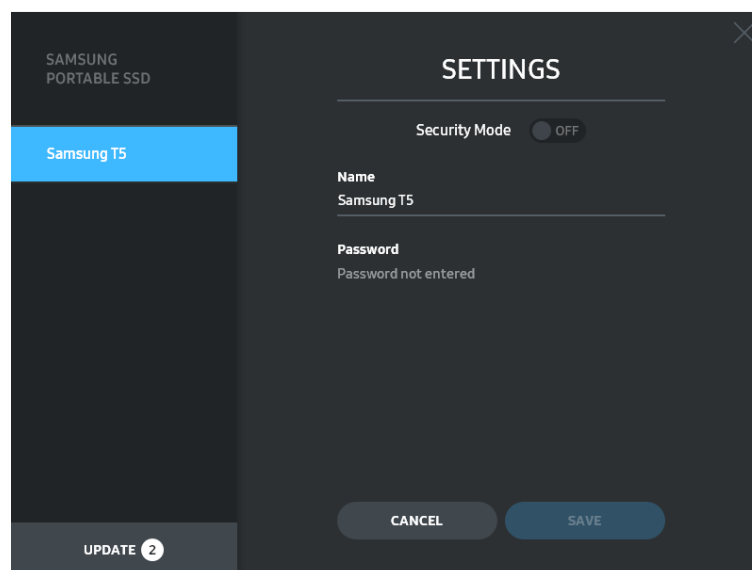 SAMSUNG
PORTABLE SSD
Samsung T5
UPDATE 2
SETTINGS
Security Mode OFF
Name
Samsung T5
Password
Password not entered
CANCEL
SAVE